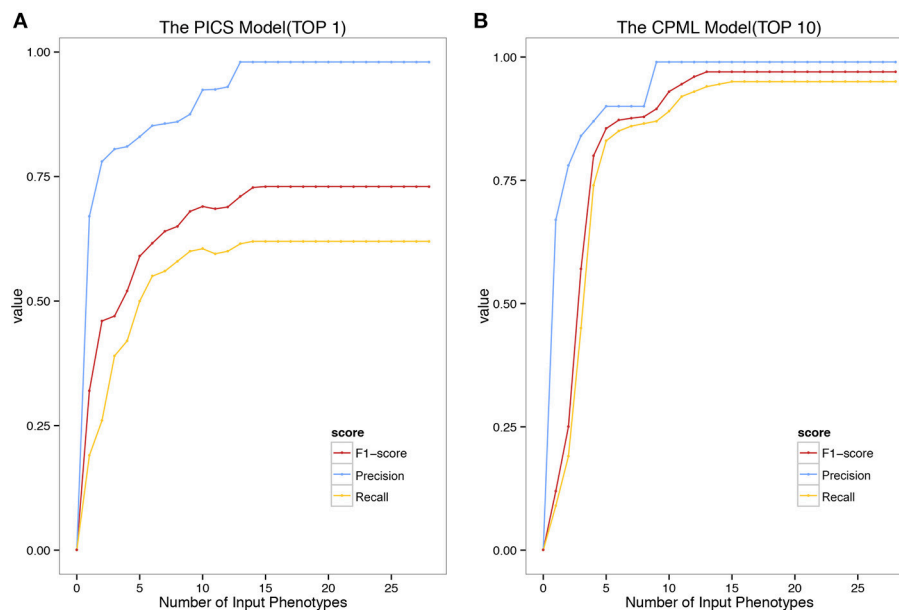 A
The PICS Model(TOP 1)
1.00
0.75
0.50
0.25
0.00
value
0
5
10
15
20
25
Number of Input Phenotypes
score
F1−score
Precision
Recall
B
The CPML Model(TOP 10)
1.00
0.75
0.50
0.25
0.00
value
0
5
10
15
20
25
Number of Input Phenotypes
score
F1−score
Precision
Recall